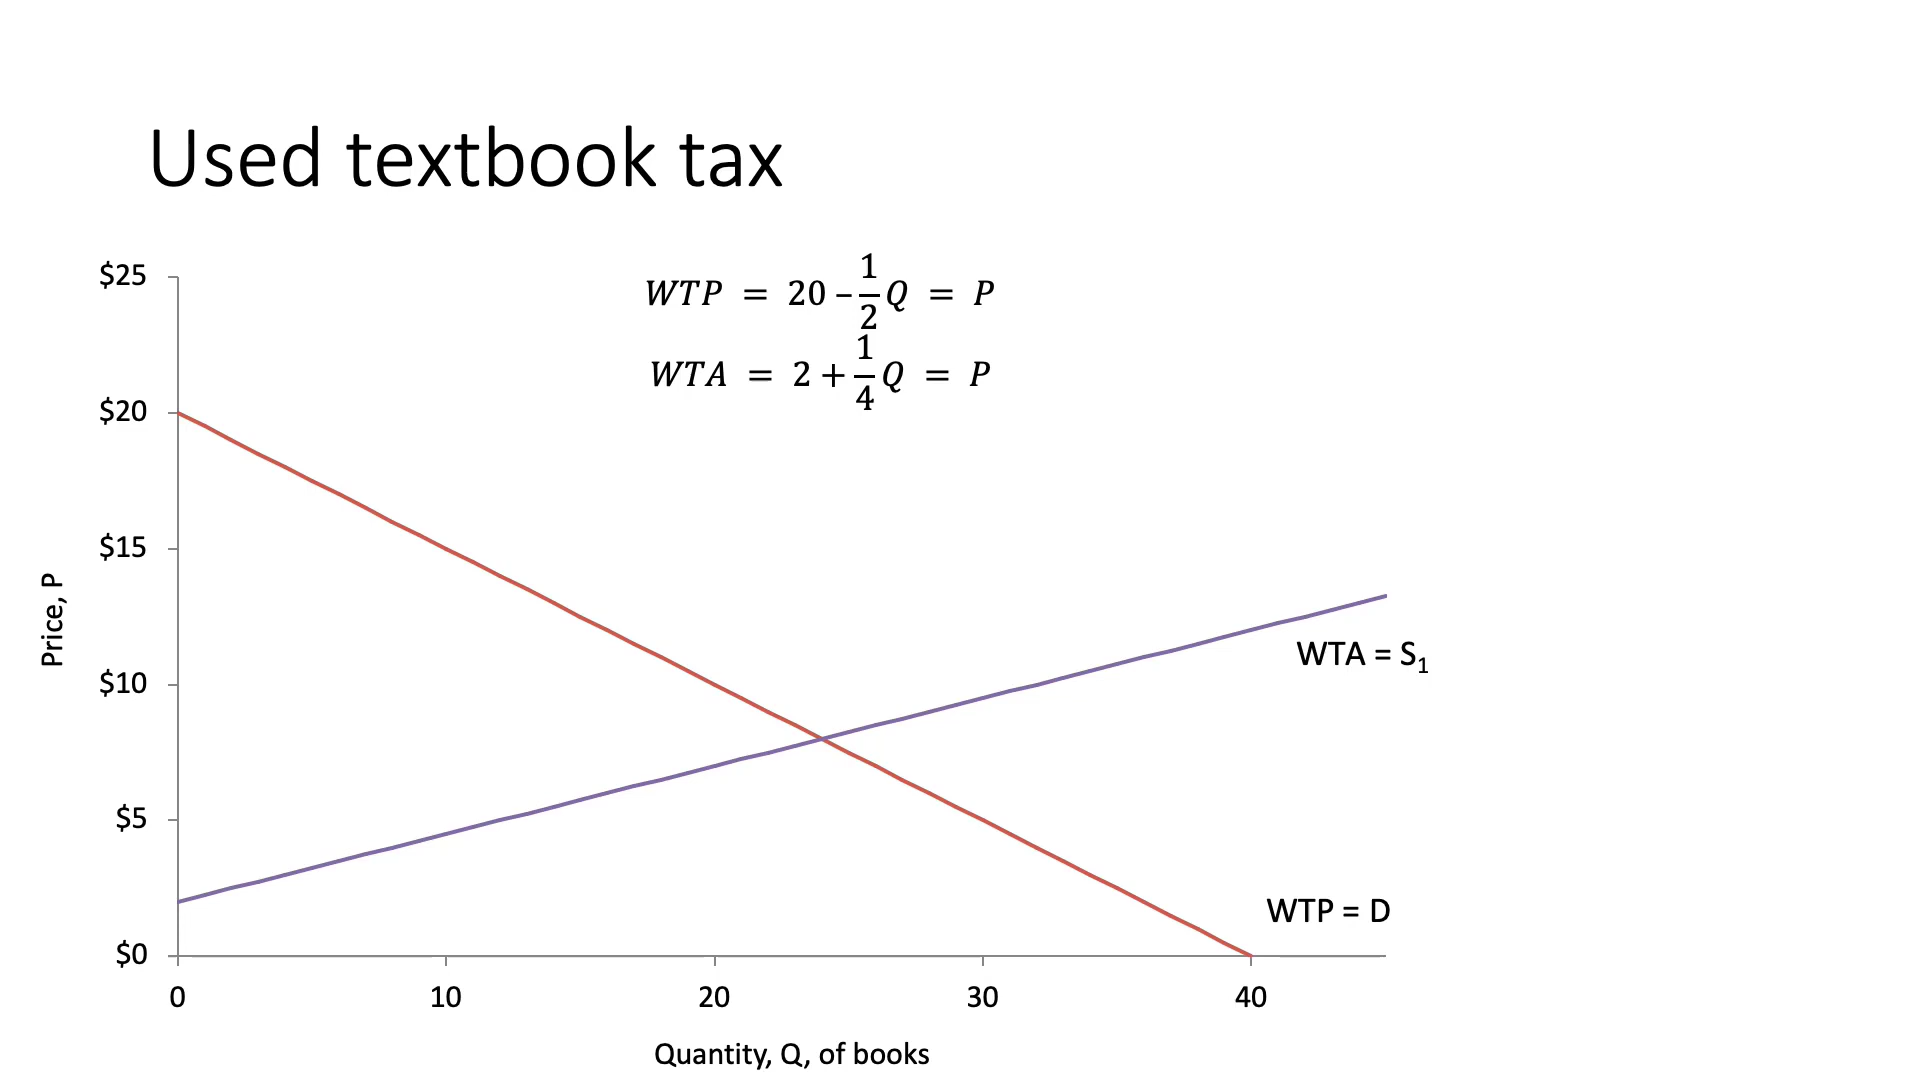 Used textbook tax
WTP = 20 – 1/2 Q = P
WTA = 2 + 1/4 Q = P
$25
$20
$15
$10
$5
$0
Price, P
WTA = S₁
WTP = D
0 10 20 30 40
Quantity, Q, of books